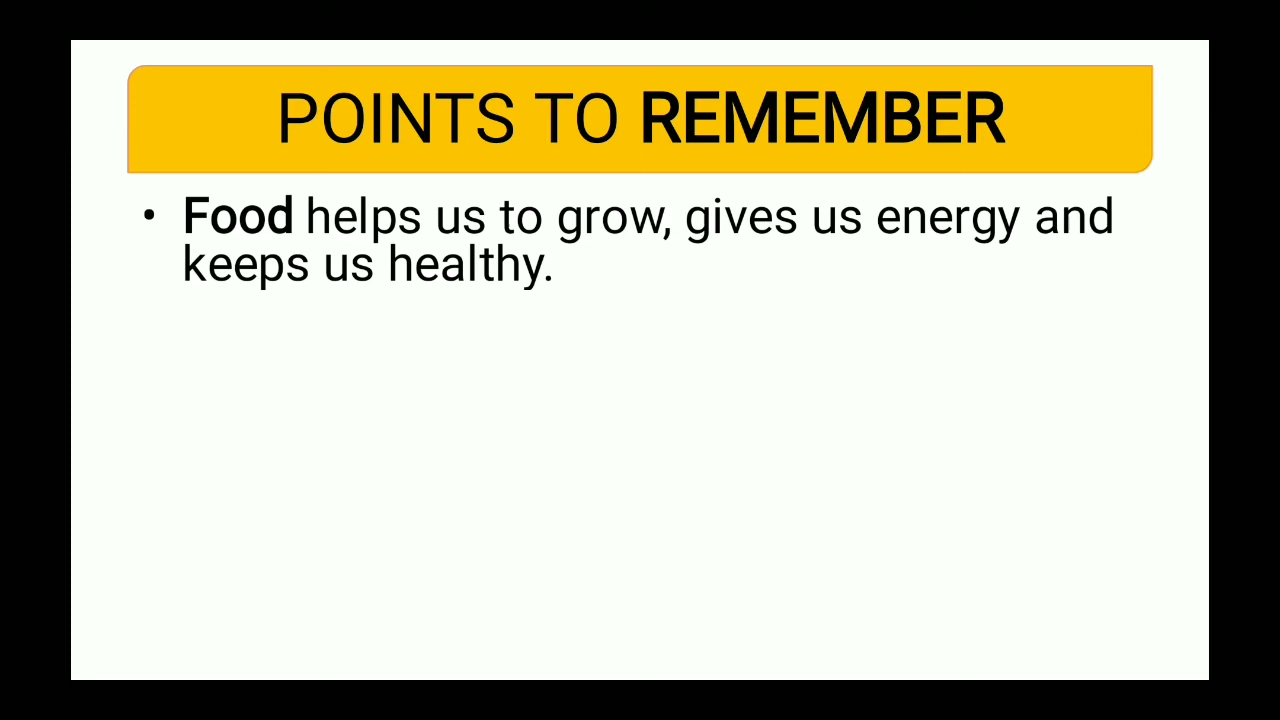 POINTS TO REMEMBER
• Food helps us to grow, gives us energy and
keeps us healthy.